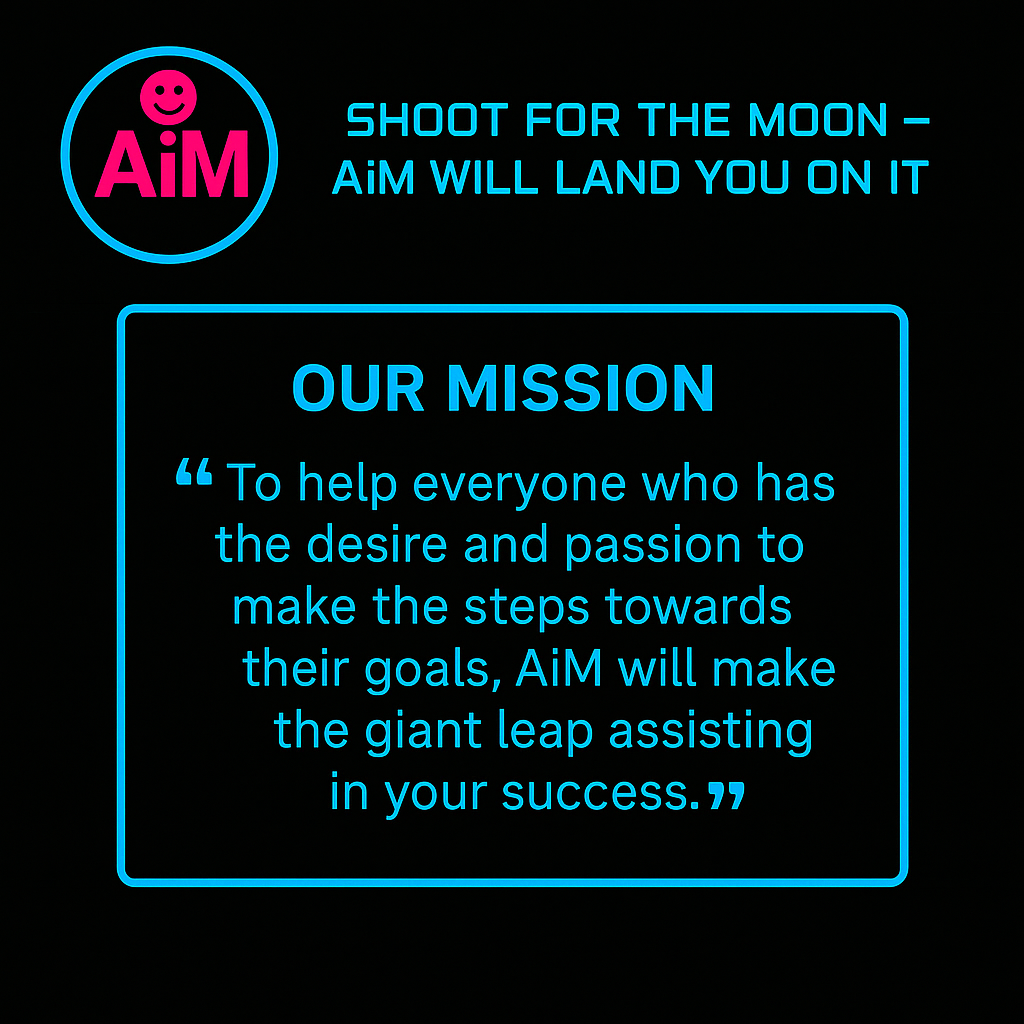 AiM
SHOOT FOR THE MOON –
AiM WILL LAND YOU ON IT
OUR MISSION
“ To help everyone who has
the desire and passion to
make the steps towards
their goals, AiM will make
the giant leap assisting
in your success.”